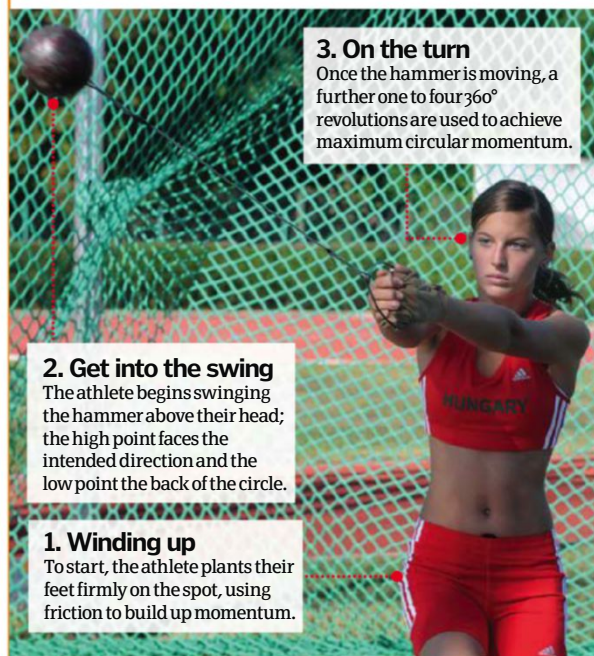 3. On the turn
Once the hammer is moving, a
further one to four 360°
revolutions are used to achieve
maximum circular momentum.
2. Get into the swing
The athlete begins swinging
the hammer above their head;
the high point faces the
intended direction and the
low point the back of the circle.
1. Winding up
To start, the athlete plants their
feet firmly on the spot, using
friction to build up momentum.
HUNGARY
adidas